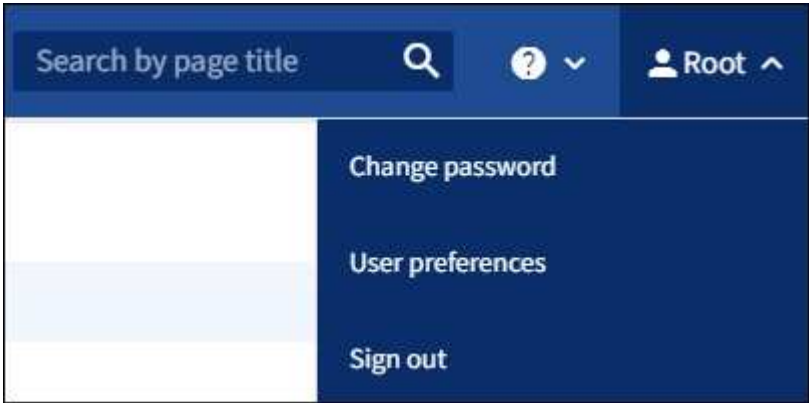 Search by page title
Root
Change password
User preferences
Sign out